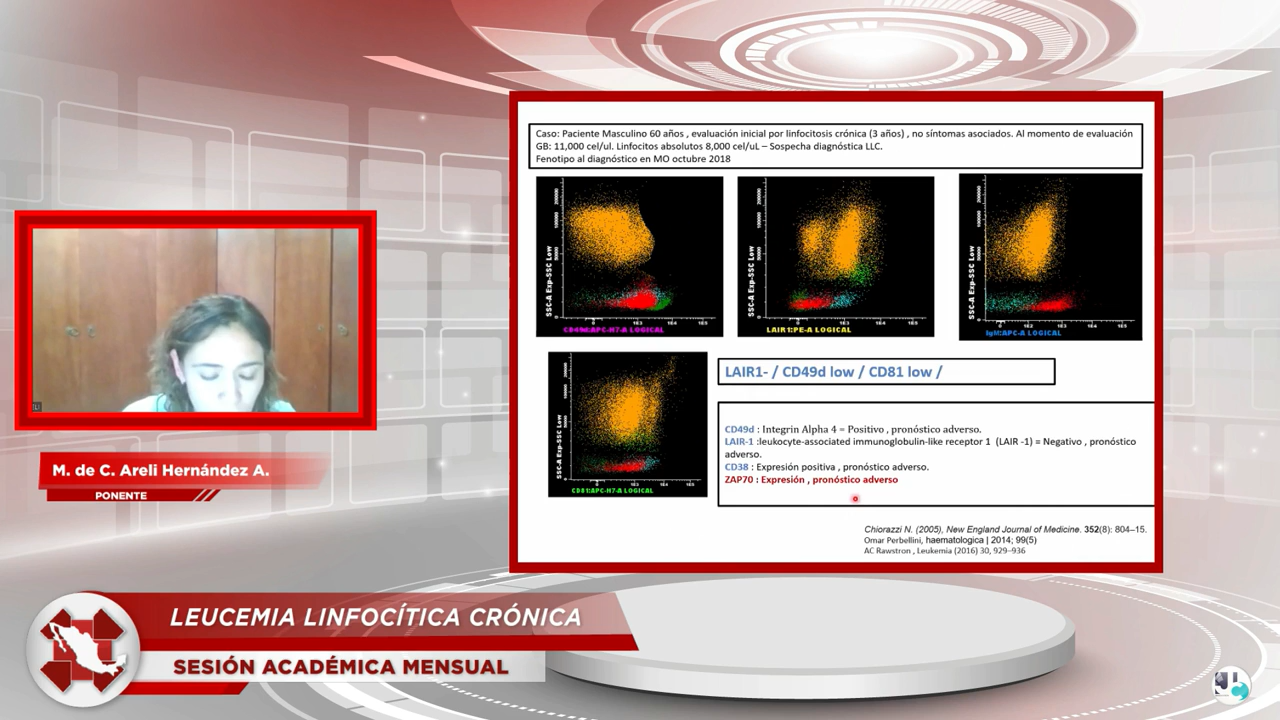 Caso: Paciente Masculino 60 años , evaluación inicial por linfocitosis crónica (3 años) , no síntomas asociados. Al momento de evaluación
GB: 11,000 cel/ul. Linfocitos absolutos 8,000 cel/uL – Sospecha diagnóstica LLC.
Fenotipo al diagnóstico en MO octubre 2018
SSC-A Exp-SSC Low
CD49d:APC-H7-A LOGICAL
SSC-A Exp-SSC Low
LAIR1:PE-A LOGICAL
SSC-A Exp-SSC Low
IgM:APC-A LOGICAL
SSC-A Exp-SSC Low
CD81:APC-H7-A LOGICAL
LAIR1- / CD49d low / CD81 low /
CD49d : Integrin Alpha 4 = Positivo , pronóstico adverso.
LAIR-1 :leukocyte-associated immunoglobulin-like receptor 1 (LAIR -1) = Negativo , pronóstico
adverso.
CD38 : Expresión positiva , pronóstico adverso.
ZAP70 : Expresión , pronóstico adverso
Chiorazzi N. (2005), New England Journal of Medicine. 352(8): 804–15.
Omar Perbellini, haematologica | 2014; 99(5)
AC Rawstron , Leukemia (2016) 30, 929–936
M. de C. Areli Hernández A.
PONENTE
LEUCEMIA LINFOCÍTICA CRÓNICA
SESIÓN ACADÉMICA MENSUAL